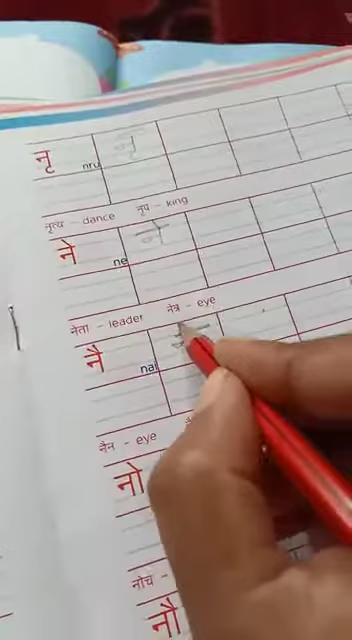 नृ nru नृ
नृत्य - dance नृप - king
ने ne ने
नेता - leader नेत्र - eye
नै nai
नैन - eye
नो
नोच -
नौ